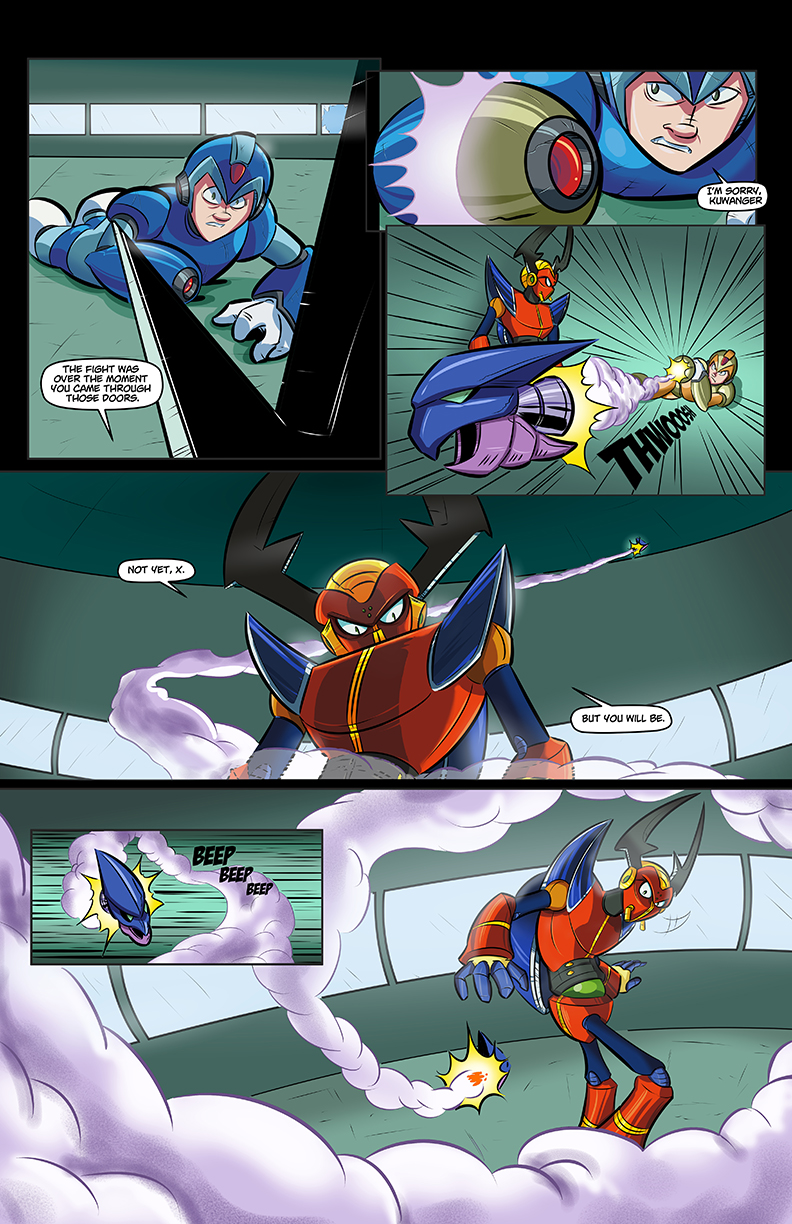 THE FIGHT WAS
OVER THE MOMENT
YOU CAME THROUGH
THOSE DOORS.
I'M SORRY,
KUWANGER
THWOOOSH
NOT YET, X.
BUT YOU WILL BE.
BEEP
BEEP
BEEP